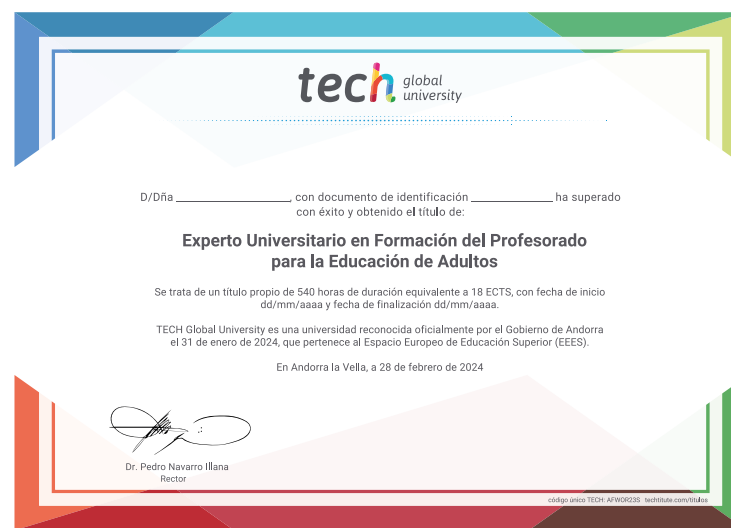 tech global
university
D/Dña ____________________, con documento de identificación ______________ ha superado
con éxito y obtenido el título de:
Experto Universitario en Formación del Profesorado
para la Educación de Adultos
Se trata de un título propio de 540 horas de duración equivalente a 18 ECTS, con fecha de inicio
dd/mm/aaaa y fecha de finalización dd/mm/aaaa.
TECH Global University es una universidad reconocida oficialmente por el Gobierno de Andorra
el 31 de enero de 2024, que pertenece al Espacio Europeo de Educación Superior (EEES).
En Andorra la Vella, a 28 de febrero de 2024
Dr. Pedro Navarro Illana
Rector
código único TECH: AFWOR23S techtitute.com/titulos